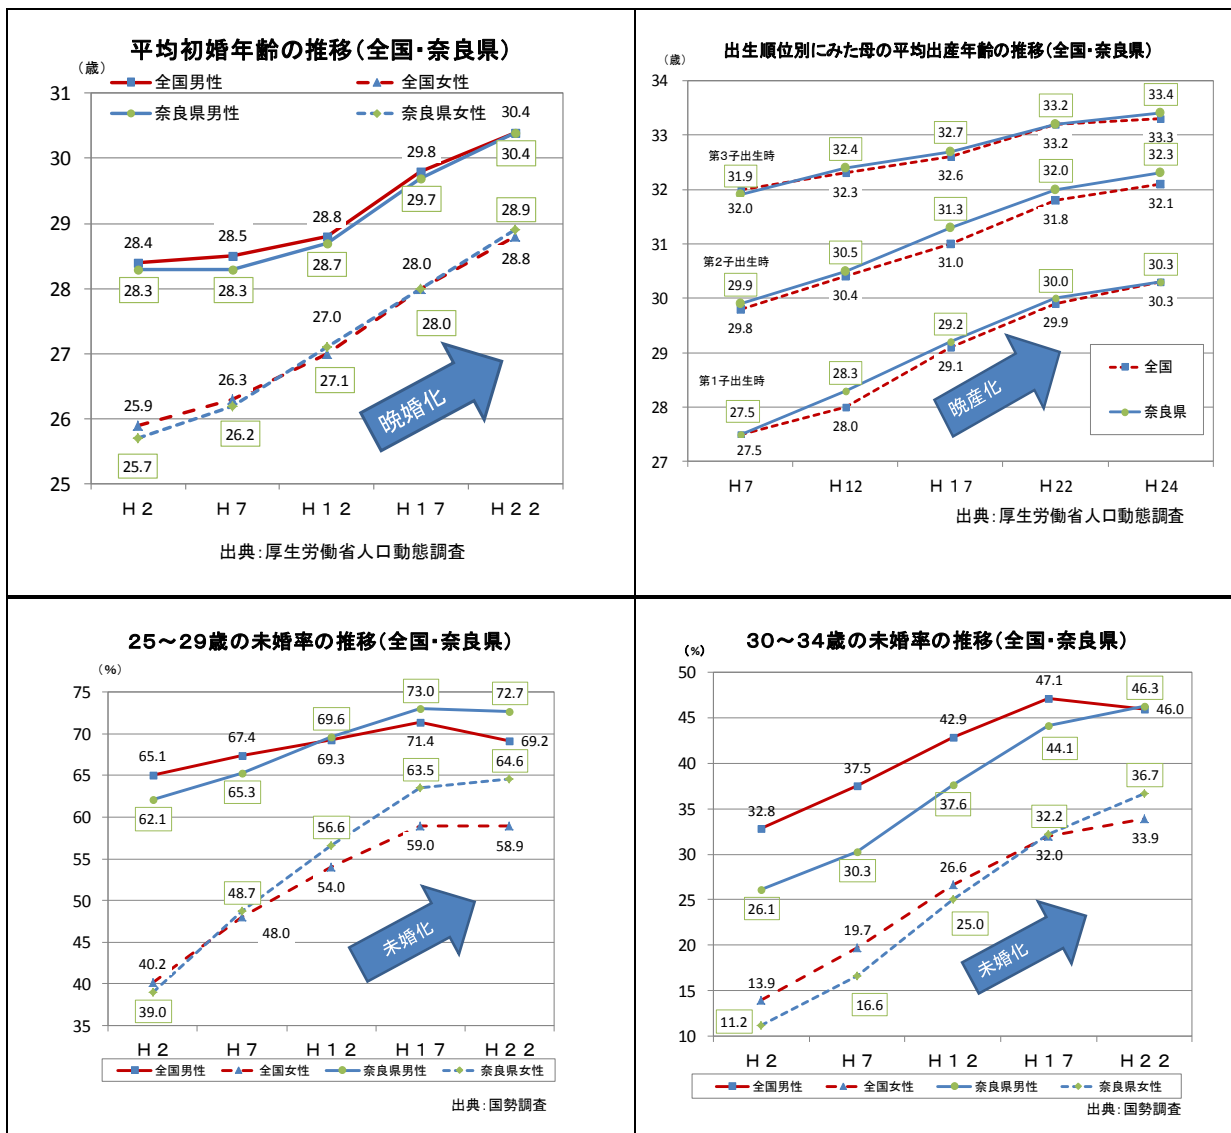 平均初婚年齢の推移(全国・奈良県)
(歳)
全国男性
全国女性
奈良県男性
奈良県女性
31
30
29
28
27
26
25
28.4
28.5
28.8
29.8
30.4
28.3
28.3
28.7
29.7
30.4
25.9
26.3
27.0
28.0
28.9
25.7
26.2
27.1
28.0
28.8
晩婚化
H2
H7
H12
H17
H22
出典:厚生労働省人口動態調査
出生順位別にみた母の平均出産年齢の推移(全国・奈良県)
(歳)
34
33
32
31
30
29
28
27
第3子出生時
31.9
32.4
32.7
33.2
33.4
32.0
32.3
32.6
33.2
33.3
第2子出生時
29.9
30.5
31.3
32.0
32.3
29.8
30.4
31.0
31.8
32.1
第1子出生時
27.5
28.3
29.2
30.0
30.3
27.5
28.0
29.1
29.9
30.3
晩産化
全国
奈良県
H7
H12
H17
H22
H24
出典:厚生労働省人口動態調査
25~29歳の未婚率の推移(全国・奈良県)
(%)
75
70
65
60
55
50
45
40
35
65.1
67.4
69.6
73.0
72.7
62.1
65.3
69.3
71.4
69.2
40.2
48.7
56.6
63.5
64.6
39.0
48.0
54.0
59.0
58.9
未婚化
H2
H7
H12
H17
H22
全国男性
全国女性
奈良県男性
奈良県女性
出典:国勢調査
30~34歳の未婚率の推移(全国・奈良県)
(%)
50
45
40
35
30
25
20
15
10
32.8
37.5
42.9
47.1
46.3
46.0
26.1
30.3
37.6
44.1
13.9
19.7
26.6
32.2
36.7
11.2
16.6
25.0
32.0
33.9
未婚化
H2
H7
H12
H17
H22
全国男性
全国女性
奈良県男性
奈良県女性
出典:国勢調査